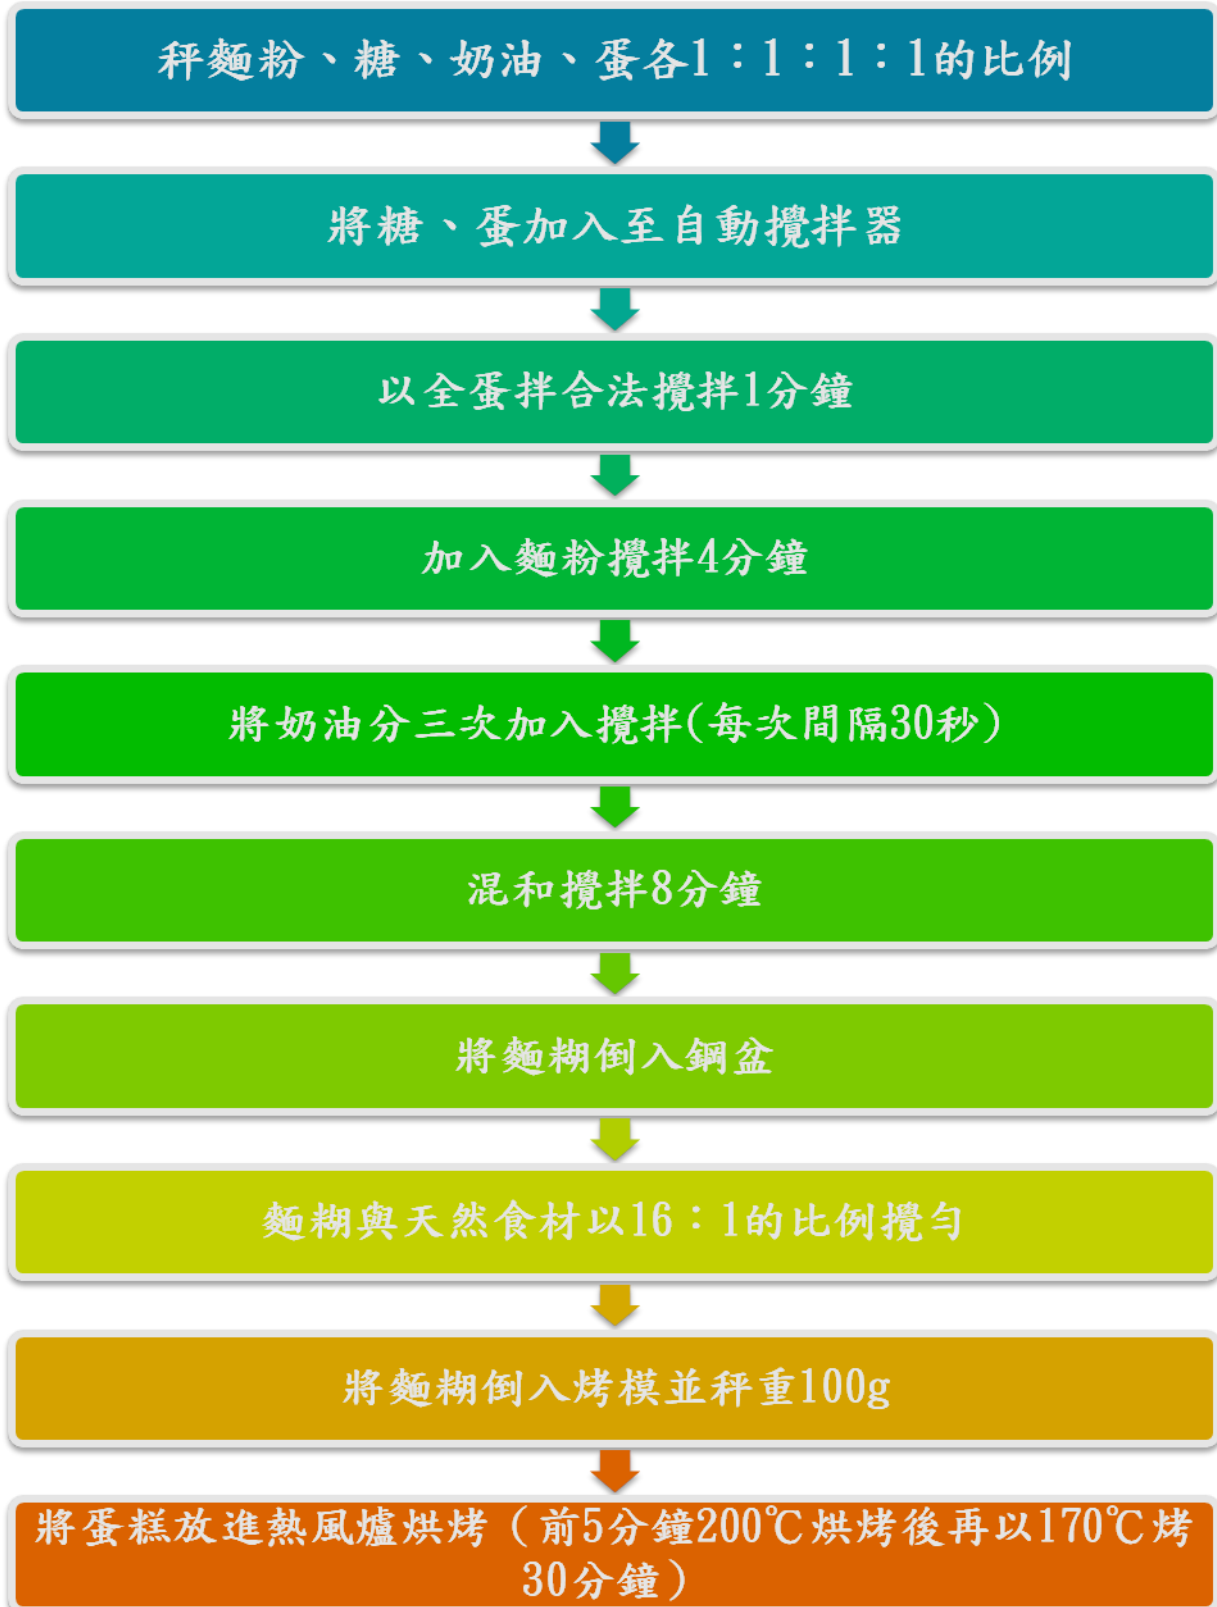 秤麵粉、糖、奶油、蛋各1：1：1：1的比例
將糖、蛋加入至自動攪拌器
以全蛋拌合法攪拌1分鐘
加入麵粉攪拌4分鐘
將奶油分三次加入攪拌(每次間隔30秒)
混和攪拌8分鐘
將麵糊倒入鋼盆
麵糊與天然食材以16：1的比例攪勻
將麵糊倒入烤模並秤重100g
將蛋糕放進熱風爐烘烤（前5分鐘200℃烘烤後再以170℃烤
30分鐘）